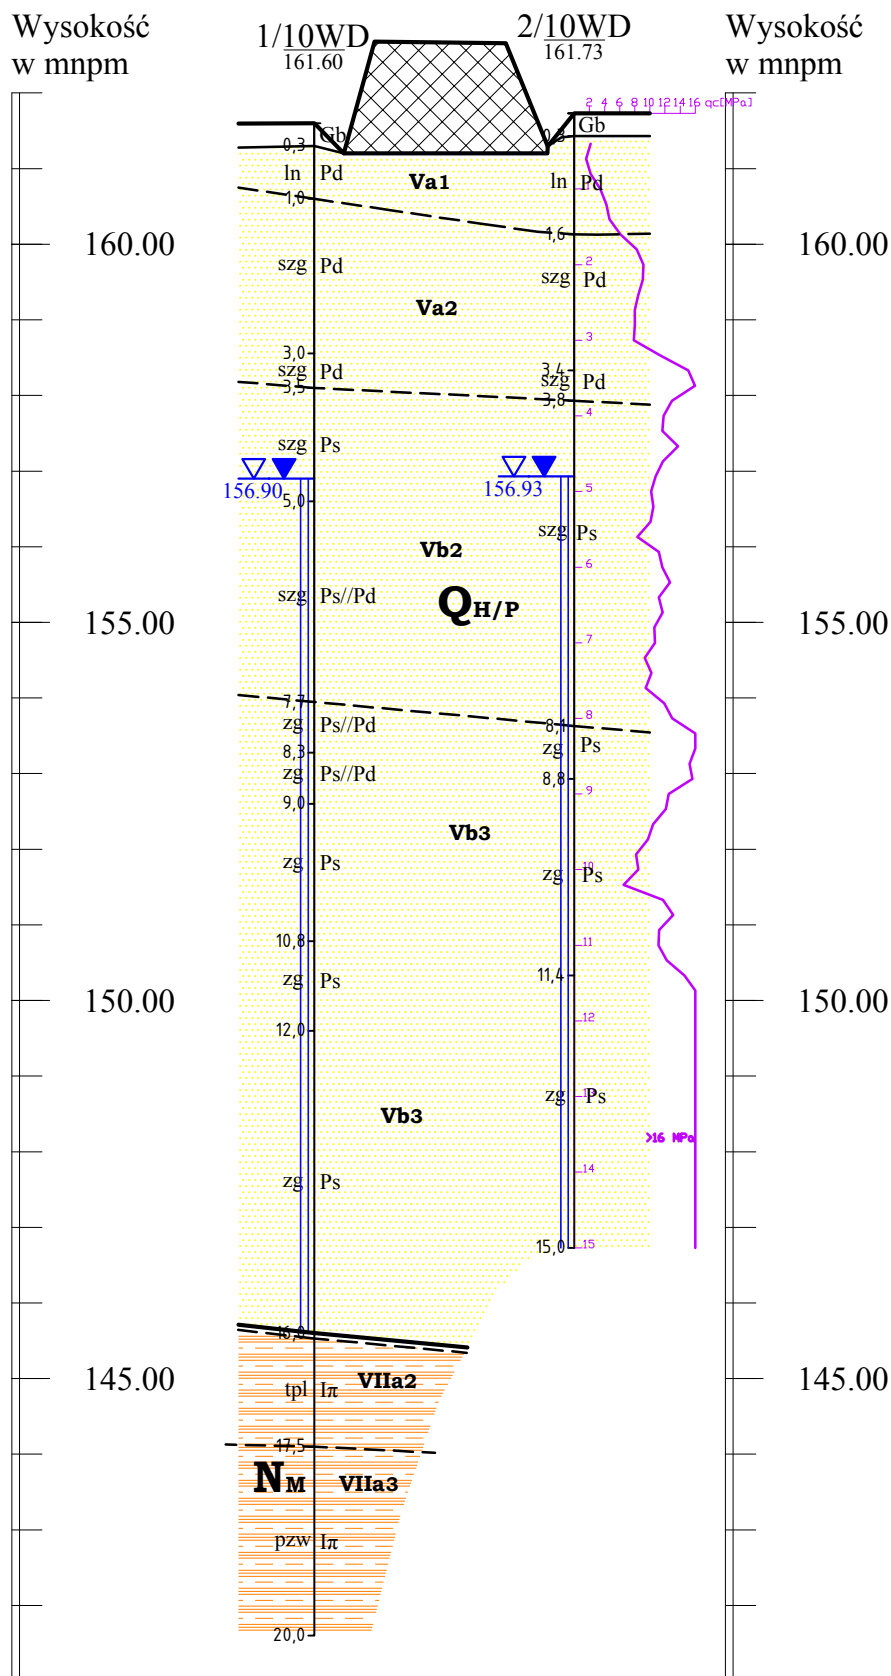 Wysokość
w mnpm
1/10WD
161.60
2/10WD
161.73
Wysokość
w mnpm
2 4 6 8 10 12 14 16 qc[MPa]
Gb
Gb
0,3
0,3
ln Pd
Va1
ln Pd
1,0
1,6
160.00
160.00
szg Pd
2
szg Pd
Va2
3,0
3
szg Pd
3,4
szg Pd
3,5
3,8
4
szg Ps
156.90
156.93
5,0
5
szg Ps
Vb2
6
szg Ps//Pd
QH/P
155.00
155.00
7
7,7
8
8,1
zg Ps//Pd
zg Ps
8,3
zg Ps//Pd
8,8
9,0
9
Vb3
zg Ps
10
zg Ps
10,8
11
zg Ps
11,4
150.00
150.00
12,0
12
13
zg Ps
Vb3
>16 MPa
14
zg Ps
15,0
15
16,0
145.00
145.00
tpl Iπ
VIIa2
17,5
NM
VIIa3
pzw Iπ
20,0